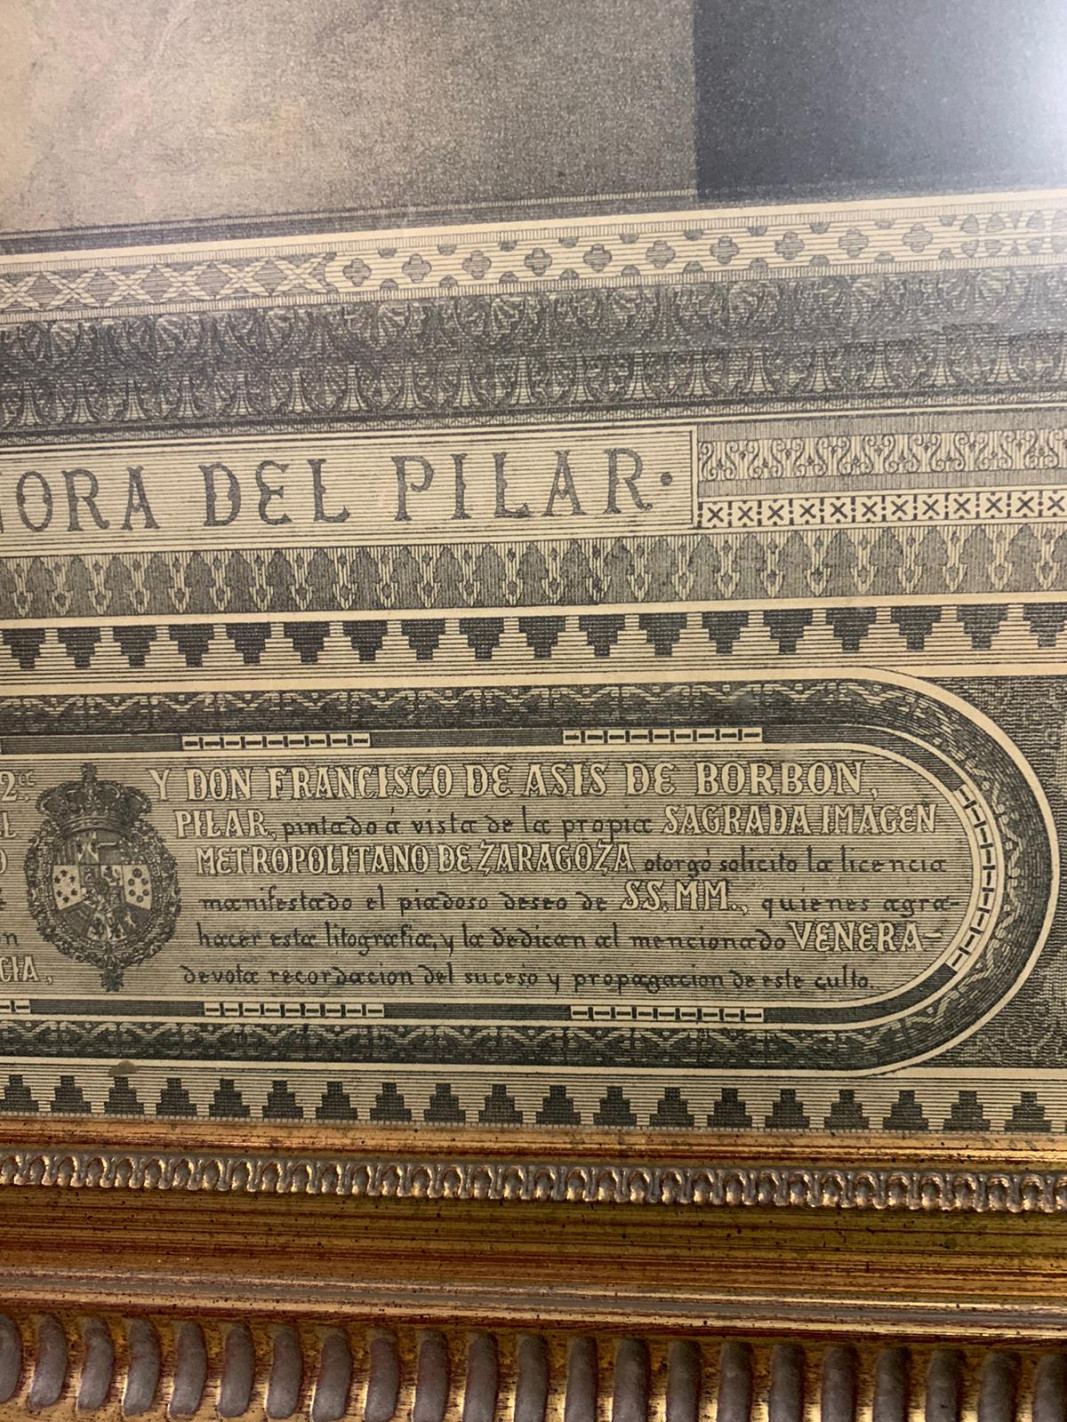 ORA DEL PILAR.
2ª Y DON FRANCISCO DE ASIS DE BORBON,
L PILAR, pintado á vista de la propia SAGRADA IMÁGEN
O METROPOLITANO DE ZARAGOZA otorgó solicito la licencia
e manifestado el piadoso deseo de SS. MM., quienes agra-
n hacer esta litografia, y la dedican al mencionado VENERA-
CIA, devota recordacion del suceso y propagacion de este culto.